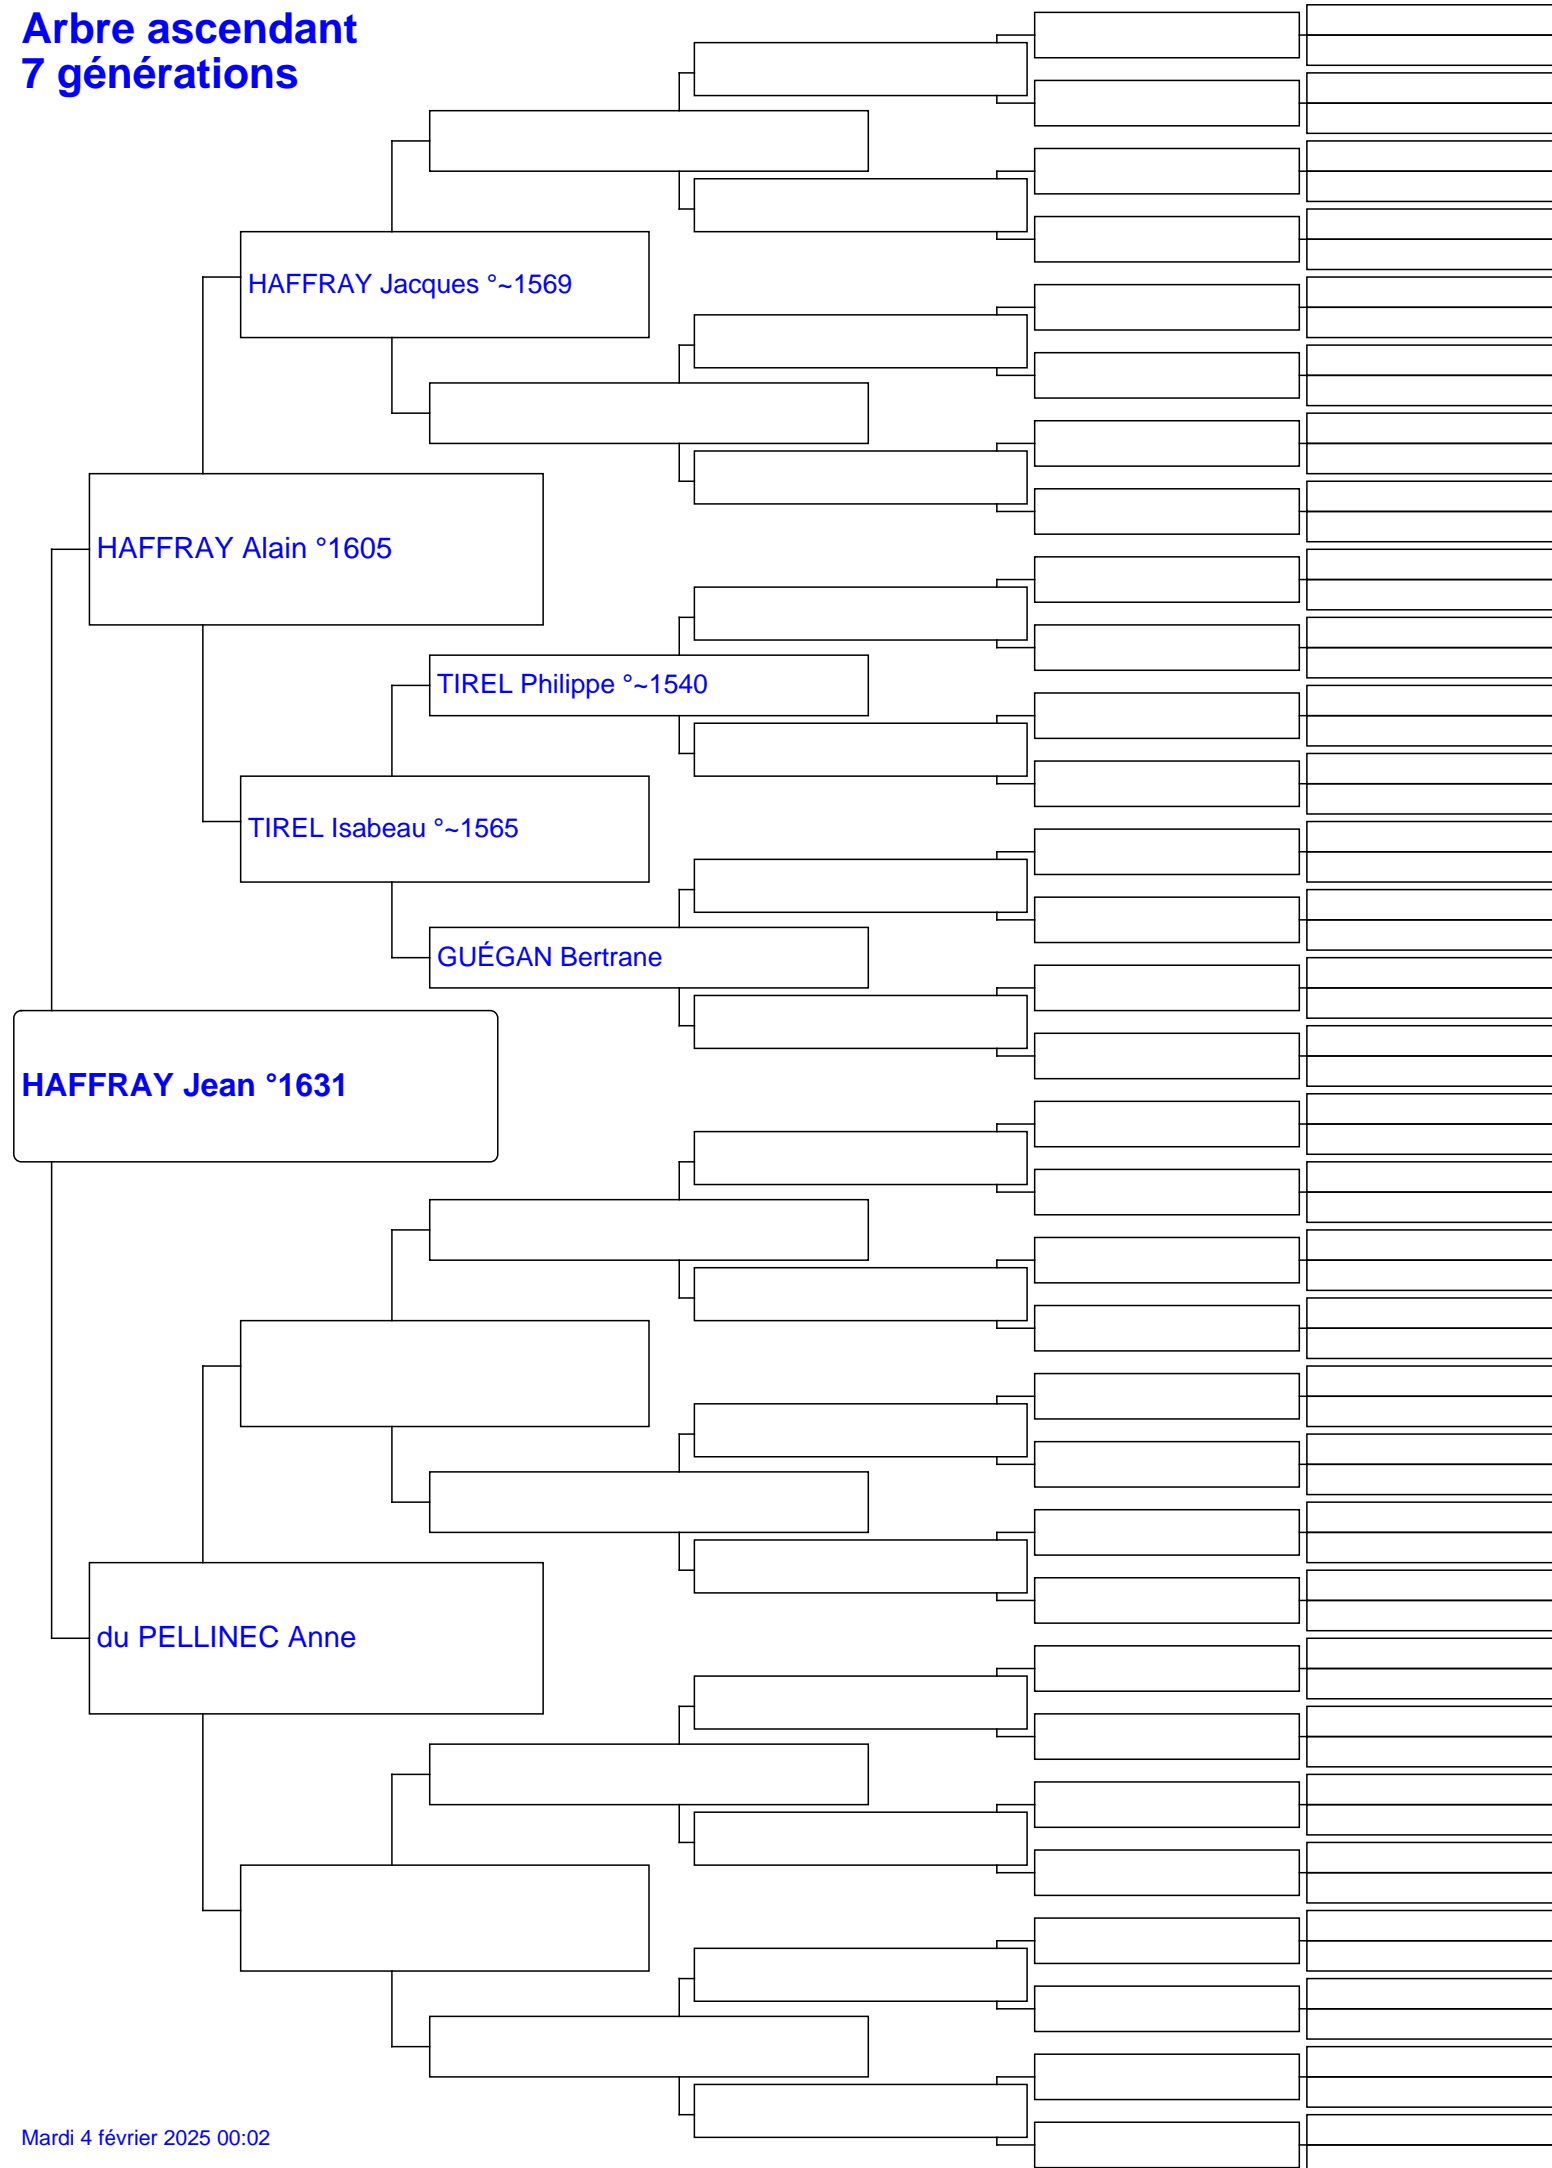 Arbre ascendant
7 générations
HAFFRAY Jacques °~1569
HAFFRAY Alain °1605
TIREL Philippe °~1540
TIREL Isabeau °~1565
GUÉGAN Bertrane
HAFFRAY Jean °1631
du PELLINEC Anne
Mardi 4 février 2025 00:02